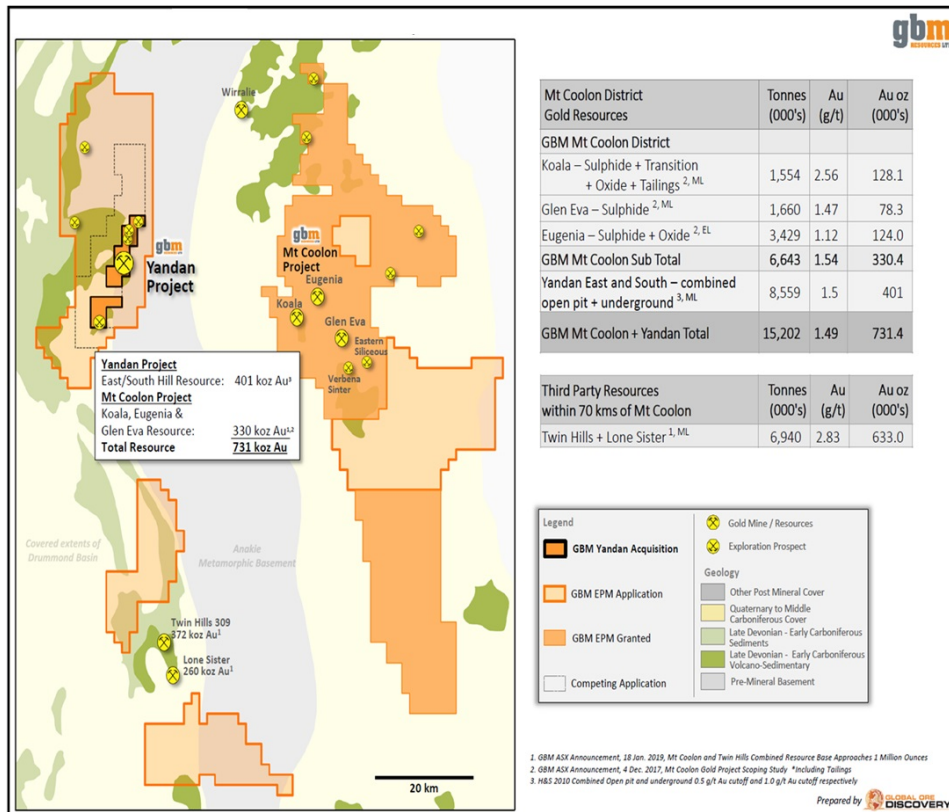 gbm
RESOURCES LTD
Wirralie
gbm
Yandan
Project
gbm
Mt Coolon
Project
Eugenia
Koala
Glen Eva
Eastern
Siliceous
Verbena
Sinter
Yandan Project
East/South Hill Resource: 401 koz Au³
Mt Coolon Project
Koala, Eugenia &
Glen Eva Resource: 330 koz Au¹,²
Total Resource 731 koz Au
Covered extents of
Drummond Basin
Anakie
Metamorphic Basement
Twin Hills 309
372 koz Au¹
Lone Sister
260 koz Au¹
20 km
Mt Coolon District Tonnes Au Au oz
Gold Resources (000's) (g/t) (000's)
GBM Mt Coolon District
Koala – Sulphide + Transition
+ Oxide + Tailings ², ML 1,554 2.56 128.1
Glen Eva – Sulphide ², ML 1,660 1.47 78.3
Eugenia – Sulphide + Oxide ², EL 3,429 1.12 124.0
GBM Mt Coolon Sub Total 6,643 1.54 330.4
Yandan East and South – combined
open pit + underground ³, ML 8,559 1.5 401
GBM Mt Coolon + Yandan Total 15,202 1.49 731.4
Third Party Resources Tonnes Au Au oz
within 70 kms of Mt Coolon (000's) (g/t) (000's)
Twin Hills + Lone Sister ¹, ML 6,940 2.83 633.0
Legend
GBM Yandan Acquisition
GBM EPM Application
GBM EPM Granted
Competing Application
Gold Mine / Resources
Exploration Prospect
Geology
Other Post Mineral Cover
Quaternary to Middle
Carboniferous Cover
Late Devonian - Early Carboniferous
Sediments
Late Devonian - Early Carboniferous
Volcano-Sedimentary
Pre-Mineral Basement
1. GBM ASX Announcement, 18 Jan. 2019, Mt Coolon and Twin Hills Combined Resource Base Approaches 1 Million Ounces
2. GBM ASX Announcement, 4 Dec. 2017, Mt Coolon Gold Project Scoping Study *Including Tailings
3. H&S 2010 Combined Open pit and underground 0.5 g/t Au cutoff and 1.0 g/t Au cutoff respectively
Prepared by GLOBAL ORE
DISCOVERY